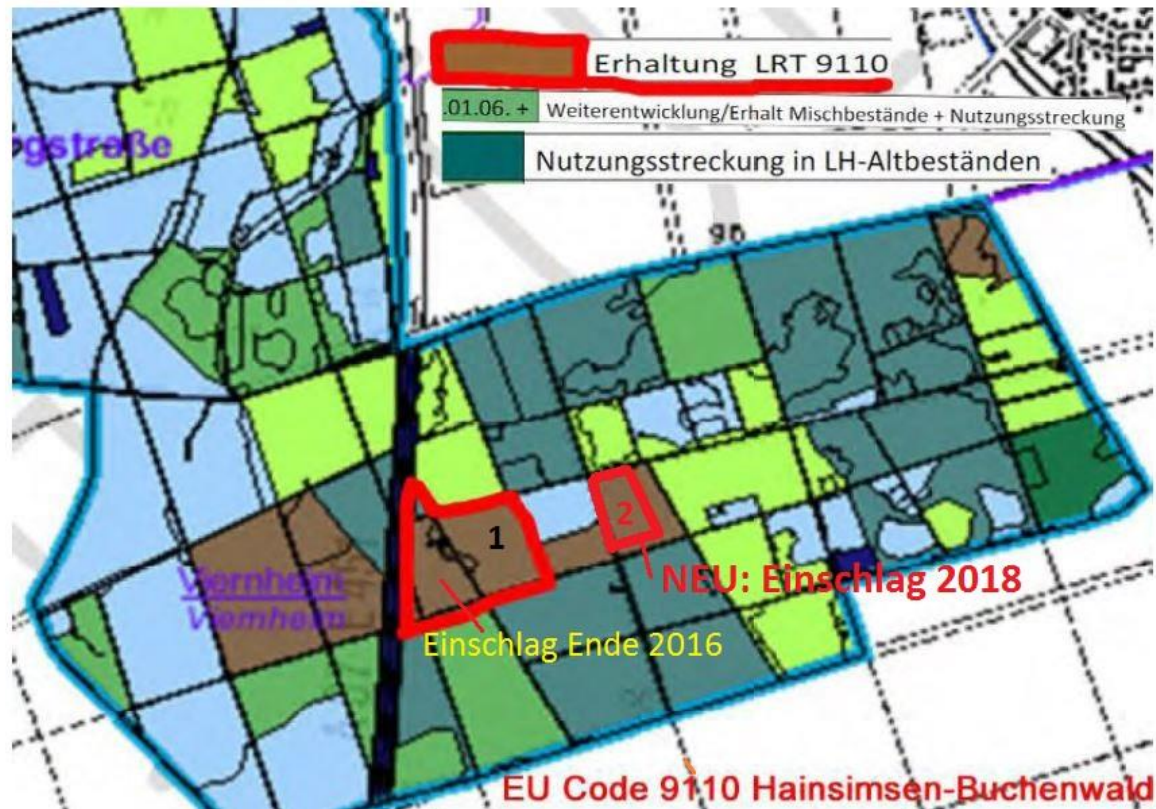 Erhaltung LRT 9110
.01.06. + Weiterentwicklung/Erhalt Mischbestände + Nutzungsstreckung
gstraße
Nutzungsstreckung in LH-Altbeständen
98
1
2
NEU: Einschlag 2018
Viernheim
Viernheim
Einschlag Ende 2016
EU Code 9110 Hainsimsen-Buchenwald